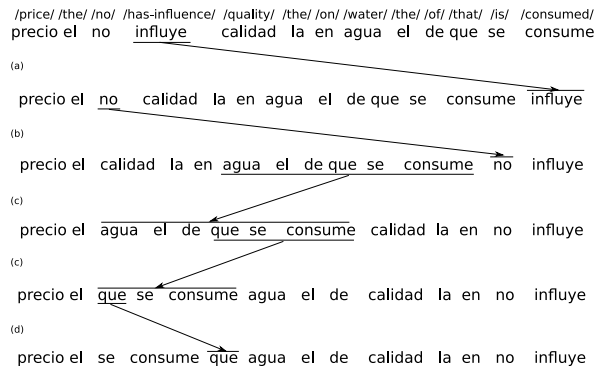 /price/ /the/ /no/ /has-influence/ /quality/ /the/ /on/ /water/ /the/ /of/ /that/ /is/ /consumed/
precio el no influye calidad la en agua el de que se consume
(a)
precio el no calidad la en agua el de que se consume influye
(b)
precio el calidad la en agua el de que se consume no influye
(c)
precio el agua el de que se consume calidad la en no influye
(c)
precio el que se consume agua el de calidad la en no influye
(d)
precio el se consume que agua el de calidad la en no influye